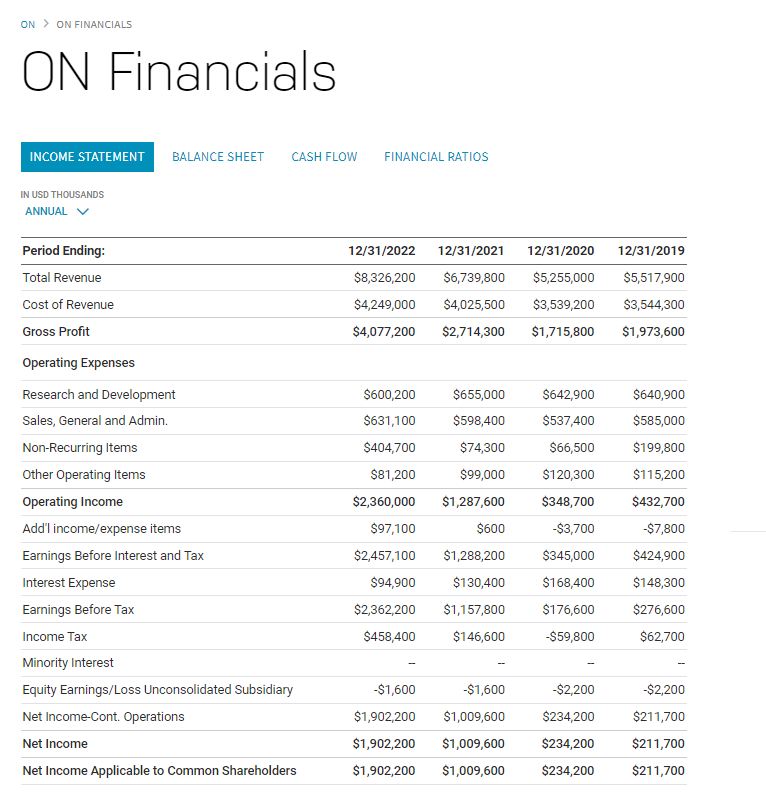 ON > ON FINANCIALS
ON Financials
INCOME STATEMENT BALANCE SHEET CASH FLOW FINANCIAL RATIOS
IN USD THOUSANDS
ANNUAL
Period Ending: 12/31/2022 12/31/2021 12/31/2020 12/31/2019
Total Revenue $8,326,200 $6,739,800 $5,255,000 $5,517,900
Cost of Revenue $4,249,000 $4,025,500 $3,539,200 $3,544,300
Gross Profit $4,077,200 $2,714,300 $1,715,800 $1,973,600
Operating Expenses
Research and Development $600,200 $655,000 $642,900 $640,900
Sales, General and Admin. $631,100 $598,400 $537,400 $585,000
Non-Recurring Items $404,700 $74,300 $66,500 $199,800
Other Operating Items $81,200 $99,000 $120,300 $115,200
Operating Income $2,360,000 $1,287,600 $348,700 $432,700
Add'l income/expense items $97,100 $600 -$3,700 -$7,800
Earnings Before Interest and Tax $2,457,100 $1,288,200 $345,000 $424,900
Interest Expense $94,900 $130,400 $168,400 $148,300
Earnings Before Tax $2,362,200 $1,157,800 $176,600 $276,600
Income Tax $458,400 $146,600 -$59,800 $62,700
Minority Interest -- -- -- --
Equity Earnings/Loss Unconsolidated Subsidiary -$1,600 -$1,600 -$2,200 -$2,200
Net Income-Cont. Operations $1,902,200 $1,009,600 $234,200 $211,700
Net Income $1,902,200 $1,009,600 $234,200 $211,700
Net Income Applicable to Common Shareholders $1,902,200 $1,009,600 $234,200 $211,700